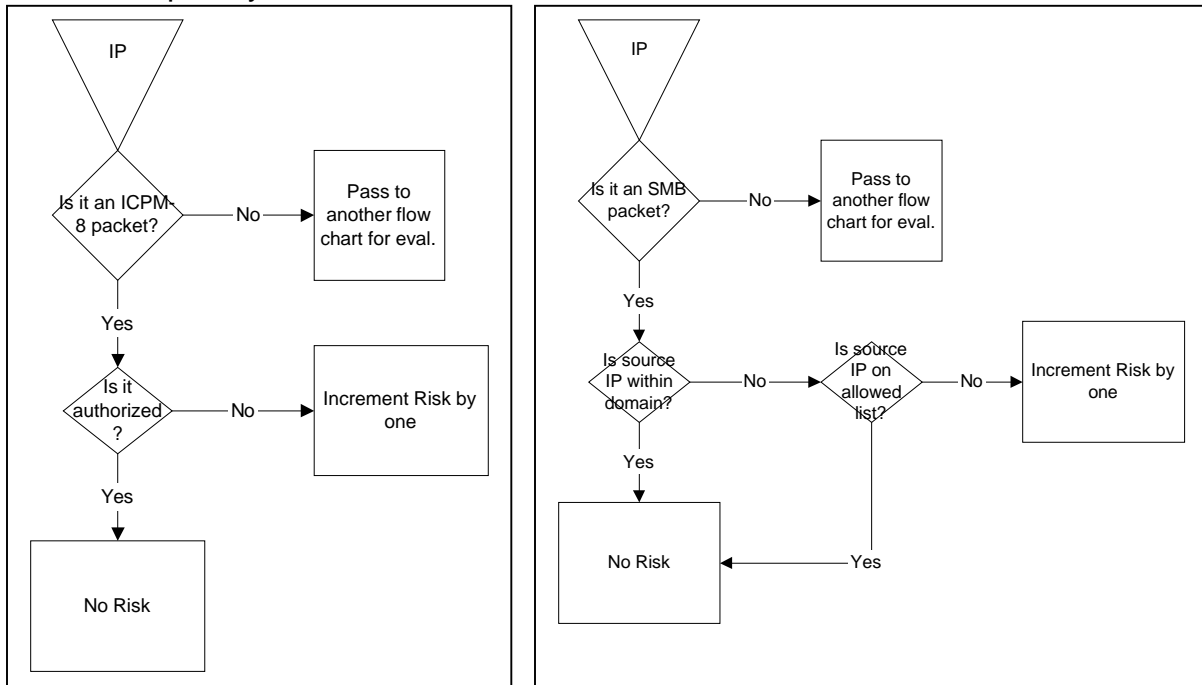 IP
Is it an ICPM-
8 packet?
No
Pass to
another flow
chart for eval.
Yes
Is it
authorized
?
No
Increment Risk by
one
Yes
No Risk
IP
Is it an SMB
packet?
No
Pass to
another flow
chart for eval.
Yes
Is source
IP within
domain?
No
Is source
IP on
allowed
list?
No
Increment Risk by
one
Yes
No Risk
Yes